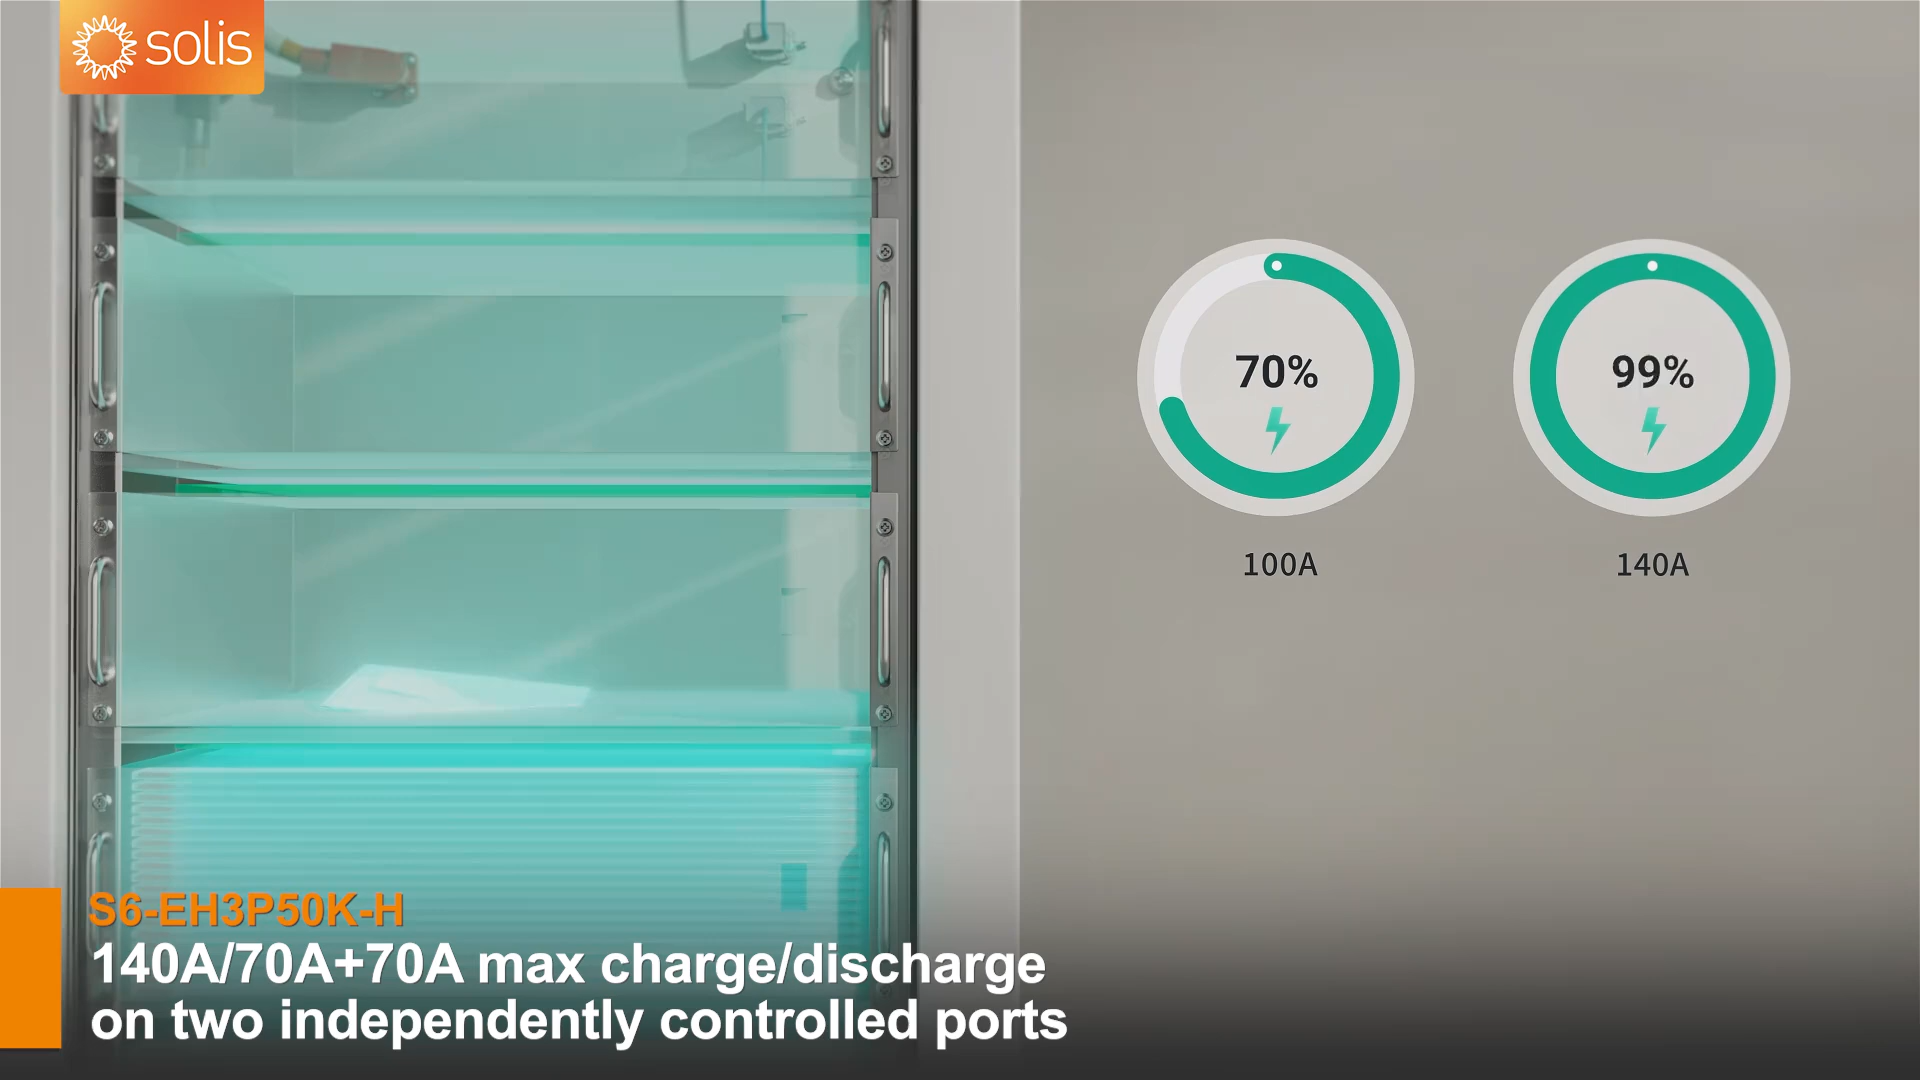 solis
70%
99%
100A
140A
S6-EH3P50K-H
140A/70A+70A max charge/discharge
on two independently controlled ports